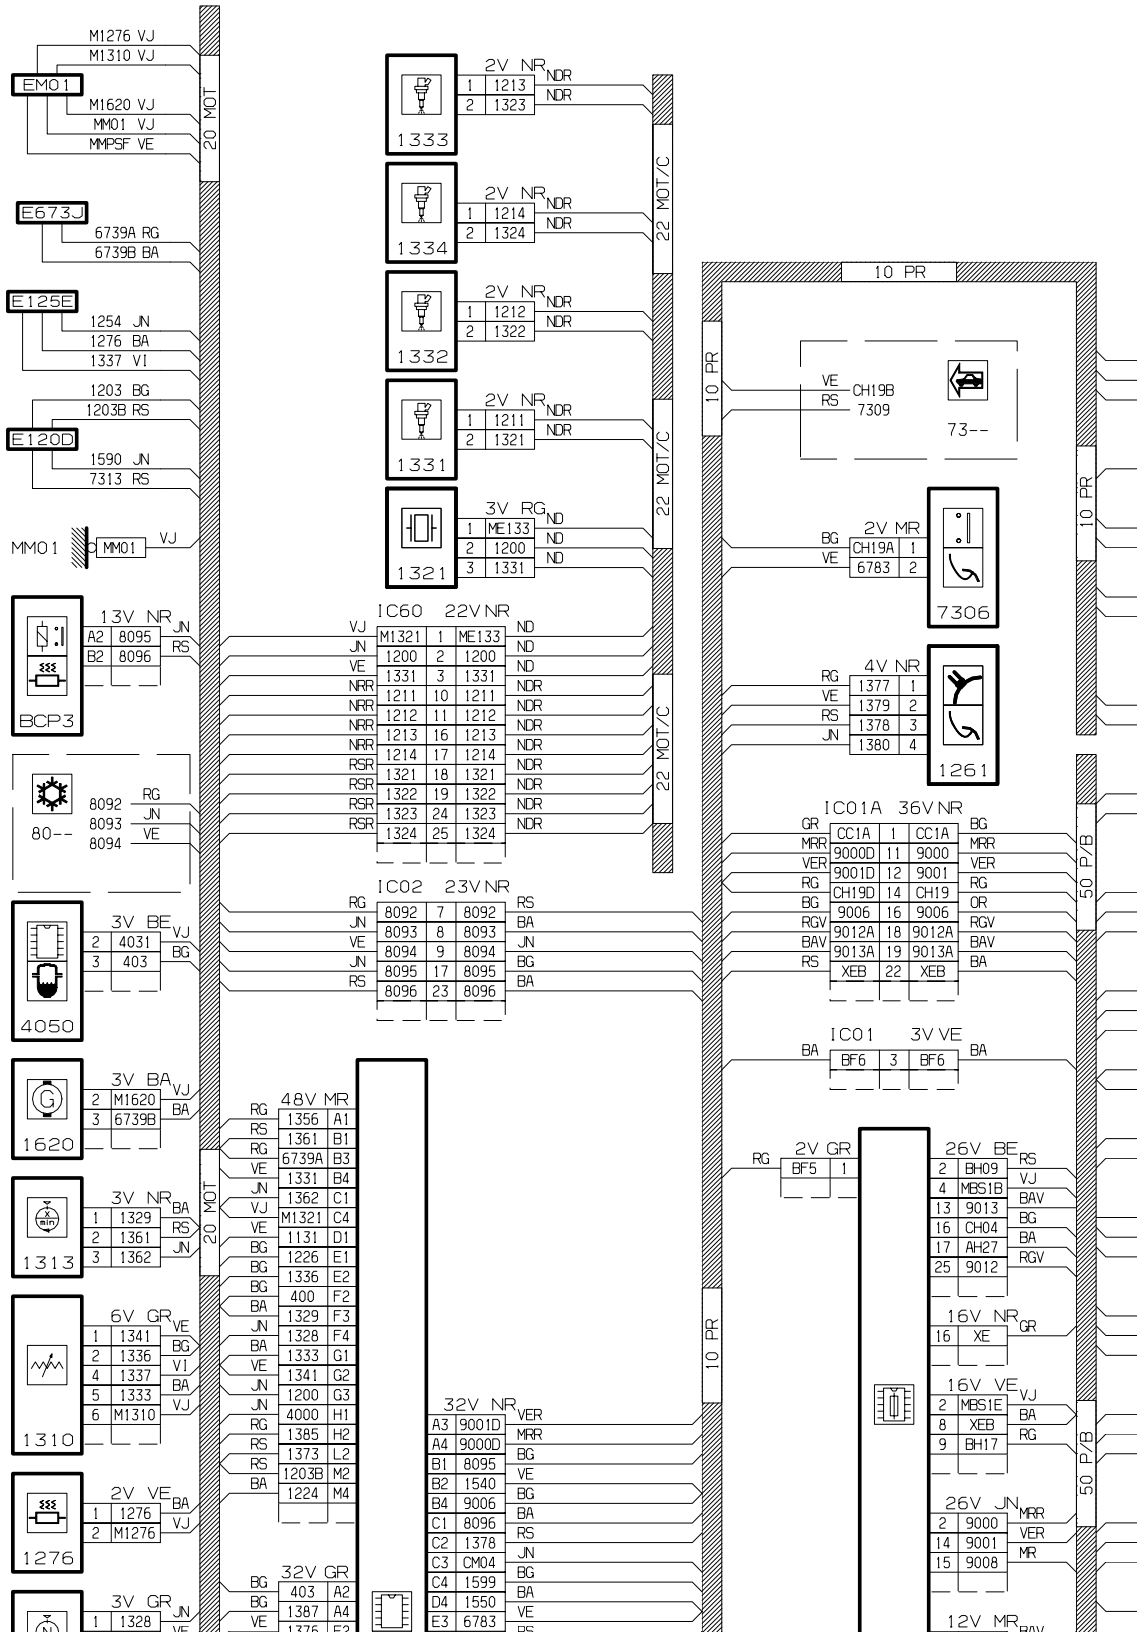 M1276 VJ
M1310 VJ
EM01
M1620 VJ
MM01 VJ
MMPSF VE
20 MOT
E673J
6739A RG
6739B BA
E125E
1254 JN
1276 BA
1337 VI
1203 BG
1203B RS
E120D
1590 JN
7313 RS
MM01 MM01 VJ
13V NR
A2 8095 JN
B2 8096 RS
BCP3
8092 RG
8093 JN
8094 VE
80--
3V BE
2 4031 VJ
3 403 BG
4050
3V BA
2 M1620 VJ
3 6739B BA
1620
3V NR
1 1329 BA
2 1361 RS
3 1362 JN
1313
20 MOT
6V GR
1 1341 VE
2 1336 BG
4 1337 VI
5 1333 BA
6 M1310 VJ
1310
2V VE
1 1276 BA
2 M1276 VJ
1276
3V GR
1 1328 JN
VE
N
2V NR
1 1213 NDR
2 1323 NDR
1333
2V NR
1 1214 NDR
2 1324 NDR
1334
22 MOT/C
2V NR
1 1212 NDR
2 1322 NDR
1332
2V NR
1 1211 NDR
2 1321 NDR
1331
22 MOT/C
3V RG
1 ME133 ND
2 1200 ND
3 1331 ND
1321
IC60 22V NR
VJ M1321 1 ME133 ND
JN 1200 2 1200 ND
VE 1331 3 1331 ND
NRR 1211 10 1211 NDR
NRR 1212 11 1212 NDR
NRR 1213 16 1213 NDR
NRR 1214 17 1214 NDR
RSR 1321 18 1321 NDR
RSR 1322 19 1322 NDR
RSR 1323 24 1323 NDR
RSR 1324 25 1324 NDR
22 MOT/C
IC02 23V NR
RG 8092 7 8092 RS
JN 8093 8 8093 BA
VE 8094 9 8094 JN
JN 8095 17 8095 BG
RS 8096 23 8096 BA
48V MR
RG 1356 A1
RS 1361 B1
RG 6739A B3
VE 1331 B4
JN 1362 C1
VJ M1321 C4
VE 1131 D1
BG 1226 E1
BG 1336 E2
BG 400 F2
BA 1329 F3
JN 1328 F4
BA 1333 G1
VE 1341 G2
JN 1200 G3
JN 4000 H1
RG 1385 H2
RS 1373 L2
RS 1203B M2
BA 1224 M4
32V GR
BG 403 A2
BG 1387 A4
VE 1376
32V NR
A3 9001D VER
A4 9000D MRR
B1 8095 BG
B2 1540 VE
B4 9006 BG
C1 8096 BA
C2 1378 RS
C3 CM04 JN
C4 1599 BG
D4 1550 BA
E3 6783 VE
RS
10 PR
10 PR
VE CH19B
RS 7309
73--
10 PR
2V MR
BG CH19A 1
VE 6783 2
7306
4V NR
RG 1377 1
VE 1379 2
RS 1378 3
JN 1380 4
1261
IC01A 36V NR
GR CC1A 1 CC1A BG
MRR 9000D 11 9000 MRR
VER 9001D 12 9001 VER
RG CH19D 14 CH19 RG
BG 9006 16 9006 OR
RGV 9012A 18 9012A RGV
BAV 9013A 19 9013A BAV
RS XEB 22 XEB BA
50 P/B
IC01 3V VE
BA BF6 3 BF6 BA
2V GR
RG BF5 1
26V BE
2 BH09 RS
4 MBS1B VJ
13 9013 BAV
16 CH04 BG
17 AH27 BA
25 9012 RGV
10 PR
16V NR
16 XE GR
16V VE
2 MBS1E VJ
8 XEB BA
9 BH17 RG
50 P/B
26V JN
2 9000 MRR
14 9001 VER
15 9008 MR
12V MR
BAV